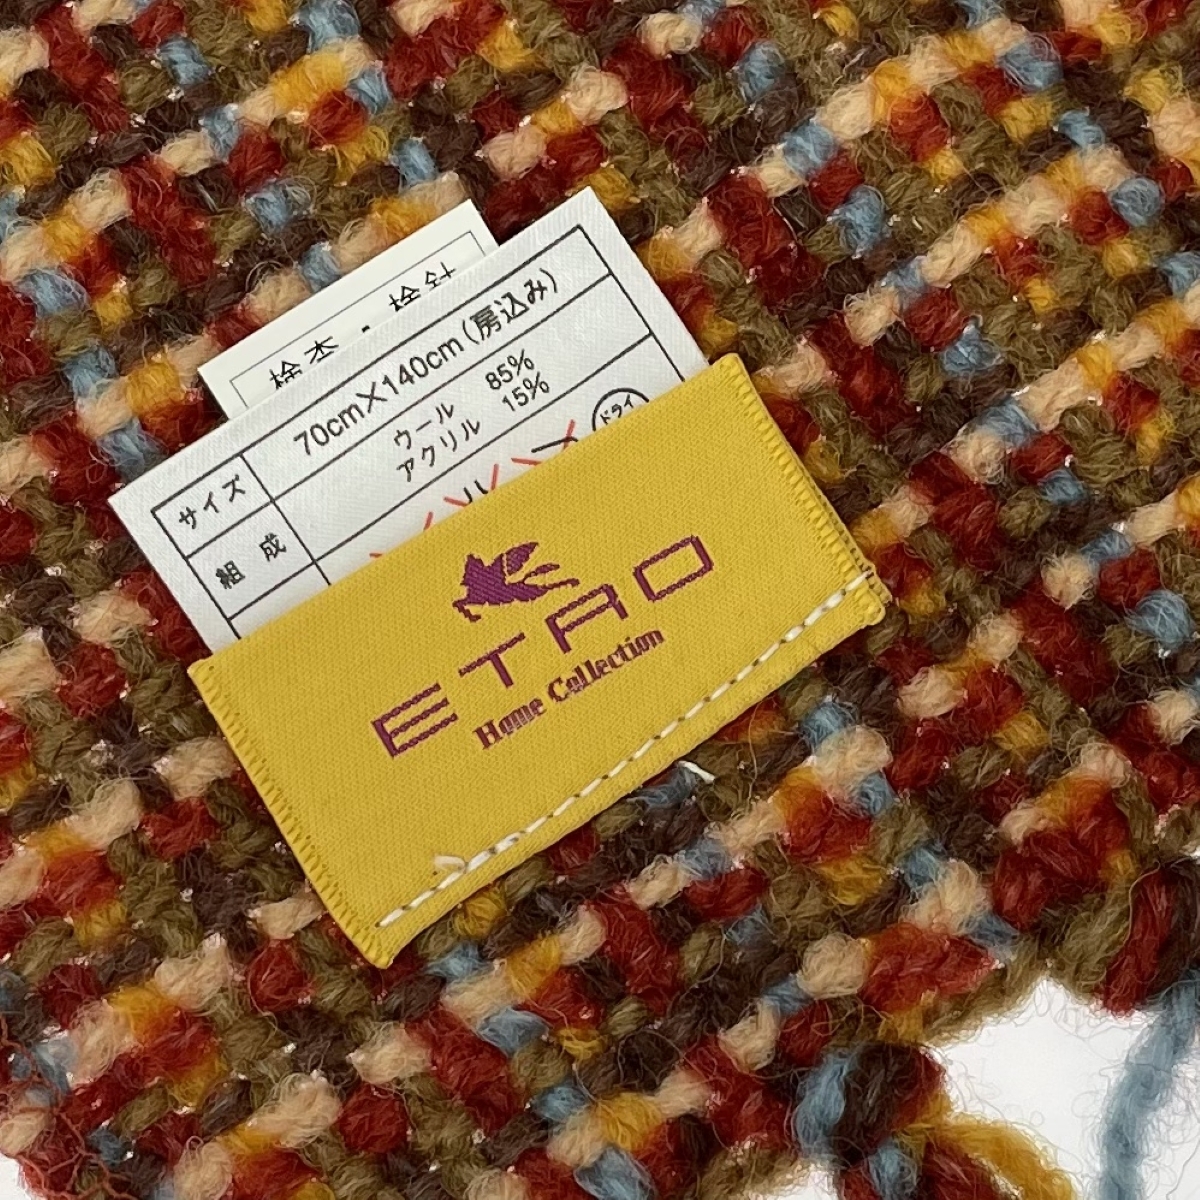 検査・検針
サイズ 70cm×140cm(房込み)
組成 ウール 85%
アクリル 15%
ドライ
ETRO
Home Collection